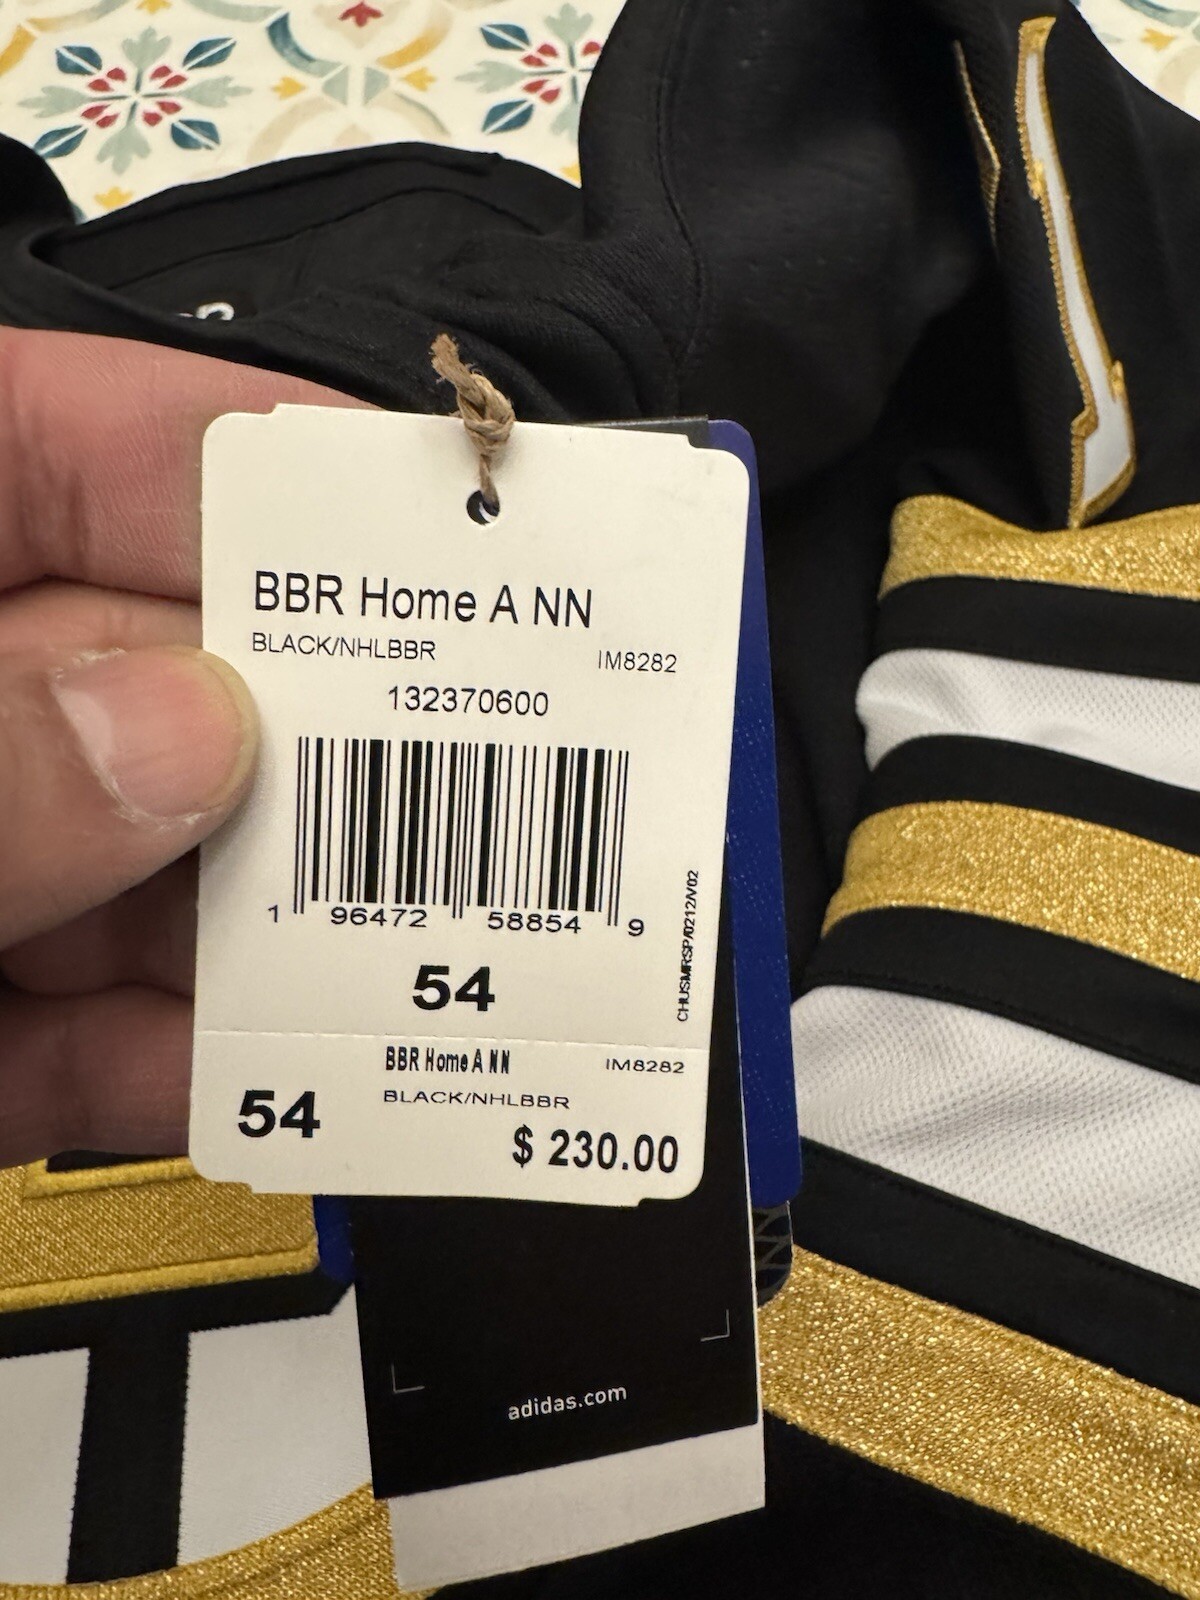 BBR Home A NN
BLACK/NHLBBR
IM8282
132370600
1 96472 58854 9
CHUSMRSP/0212/V02
54
BBR Home A NN
IM8282
54
BLACK/NHLBBR
$ 230.00
adidas.com